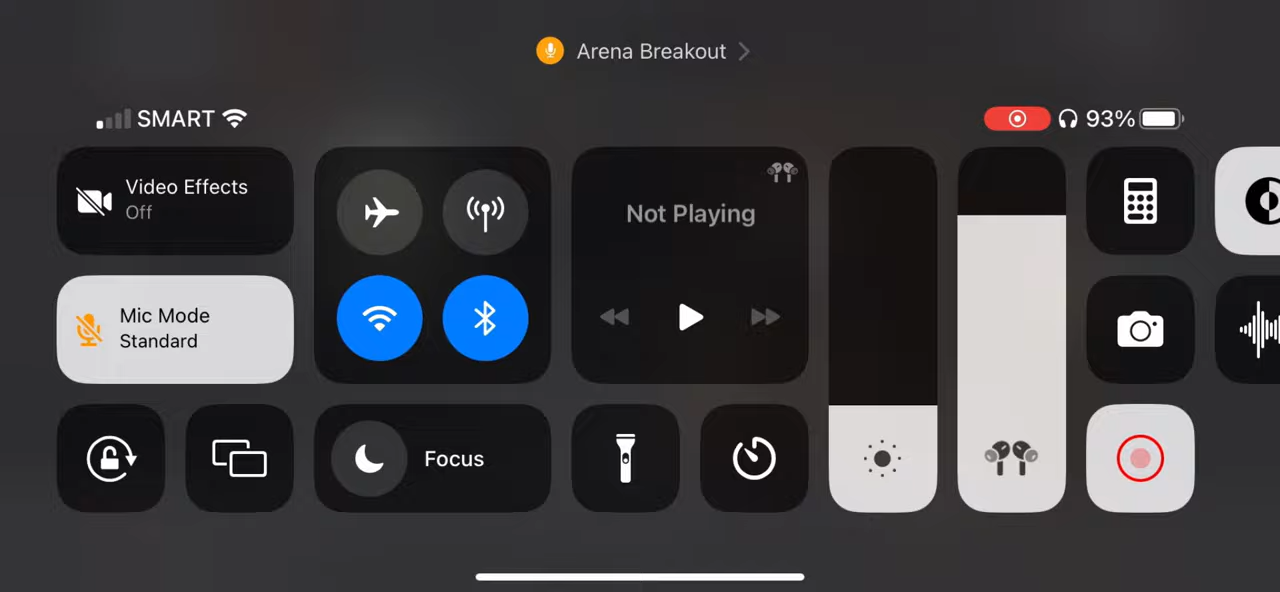 Arena Breakout
SMART
93%
Video Effects
Off
Not Playing
Mic Mode
Standard
Focus